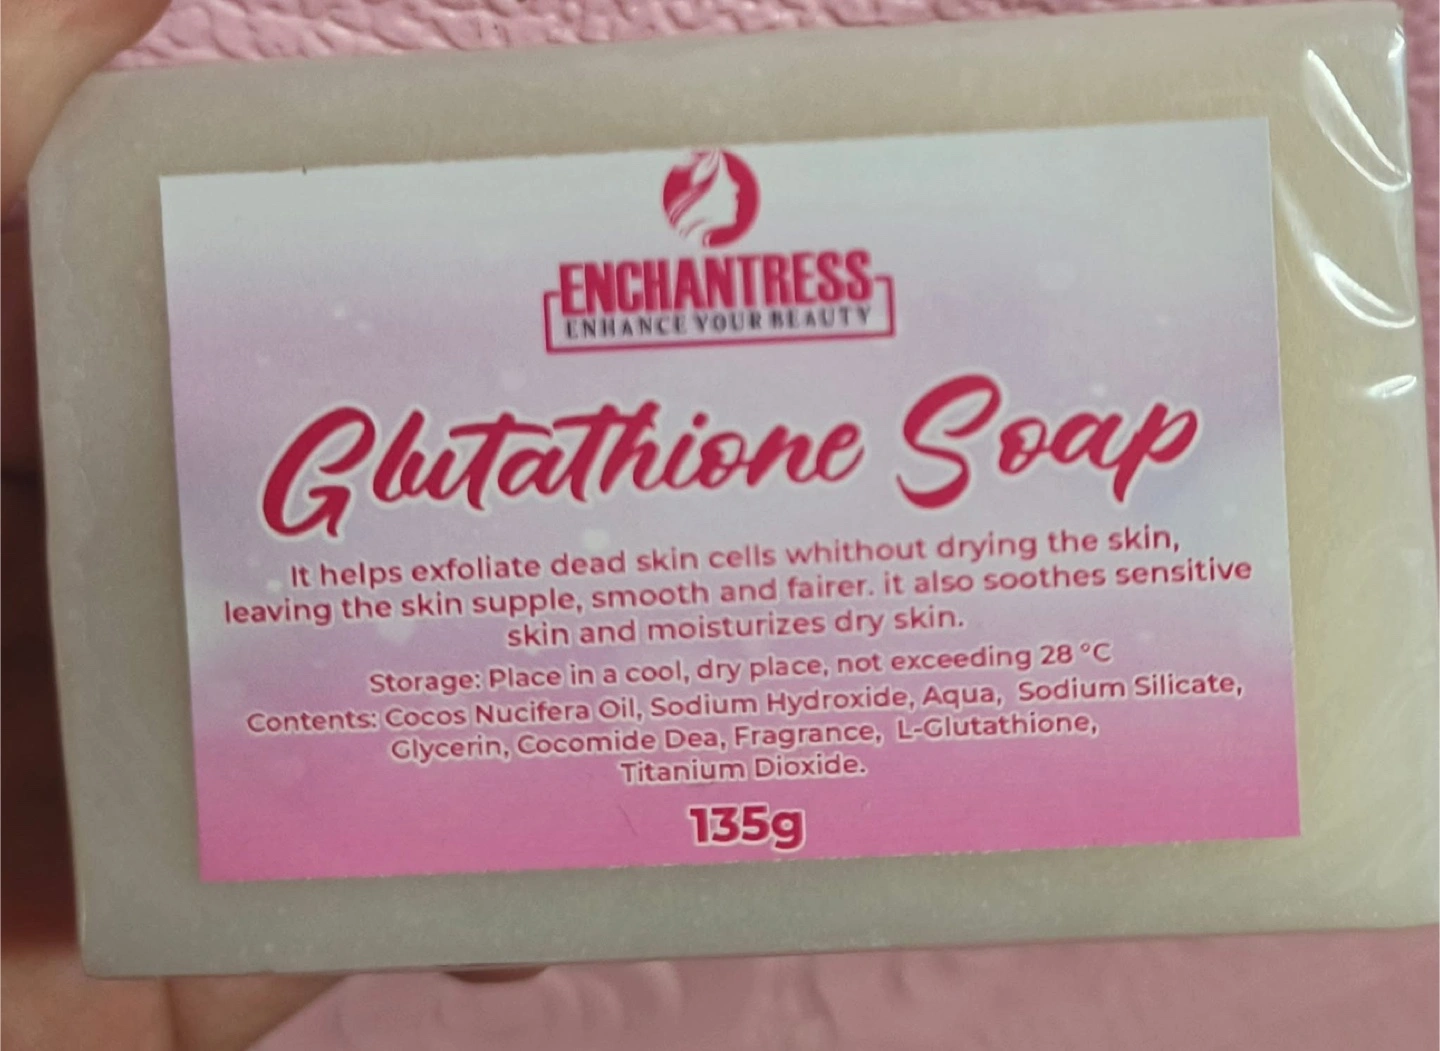 ENCHANTRESS
ENHANCE YOUR BEAUTY
Glutathione Soap
It helps exfoliate dead skin cells whithout drying the skin,
leaving the skin supple, smooth and fairer. it also soothes sensitive
skin and moisturizes dry skin.
Storage: Place in a cool, dry place, not exceeding 28 °C
Contents: Cocos Nucifera Oil, Sodium Hydroxide, Aqua, Sodium Silicate,
Glycerin, Cocomide Dea, Fragrance, L-Glutathione,
Titanium Dioxide.
135g